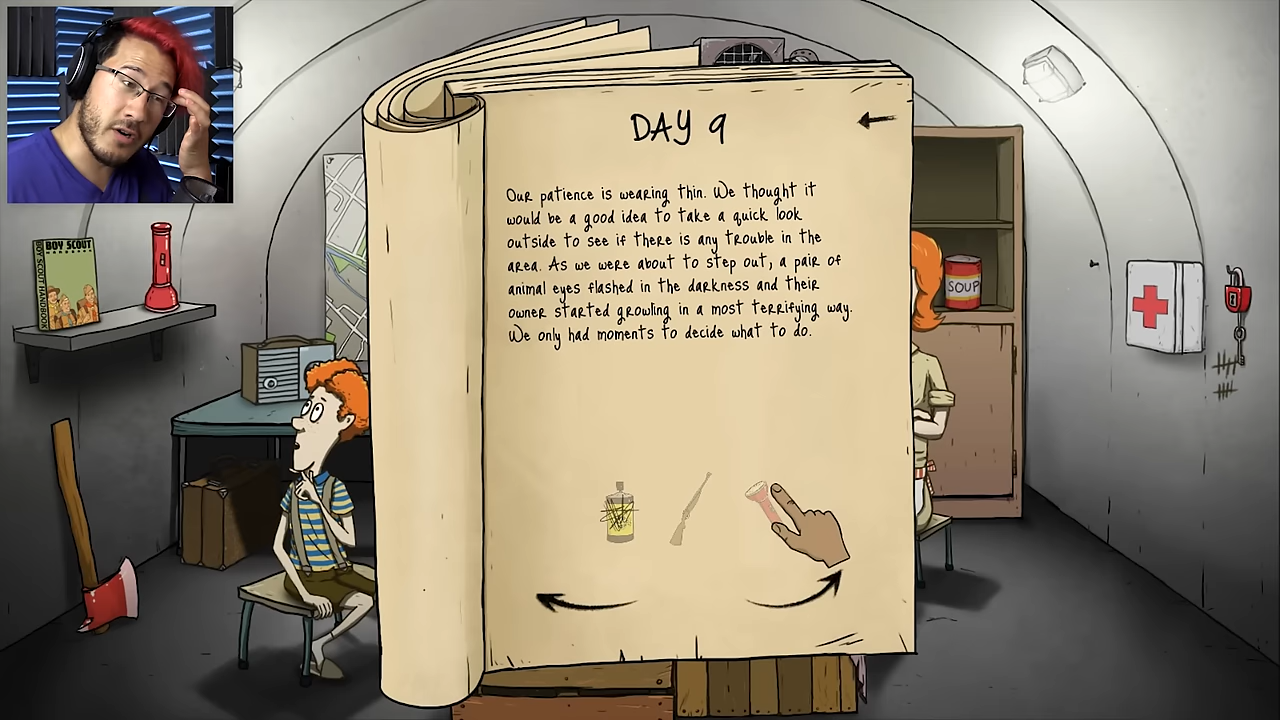 DAY 9
Our patience is wearing thin. We thought it
would be a good idea to take a quick look
outside to see if there is any trouble in the
area. As we were about to step out, a pair of
animal eyes flashed in the darkness and their
owner started growling in a most terrifying way.
We only had moments to decide what to do.
BOY SCOUT
BOY SCOUT HANDBOOK
SOUP